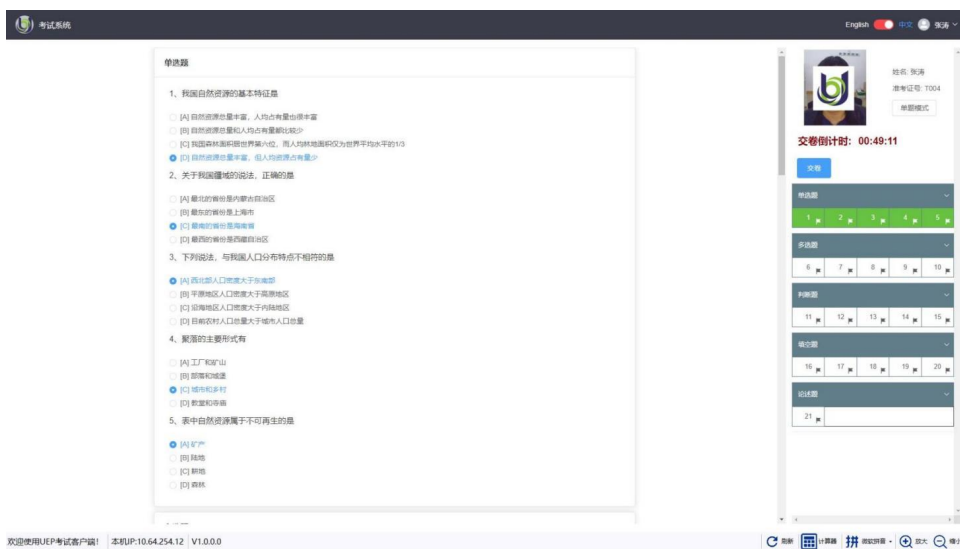 考试系统
English 中文 张涛
单选题
1、我国自然资源的基本特征是
[A] 自然资源总量丰富，人均占有量也很丰富
[B] 自然资源总量和人均占有量都比较少
[C] 我国森林面积居世界第六位，而人均林地面积仅为世界平均水平的1/3
[D] 自然资源总量丰富，但人均资源占有量少
2、关于我国疆域的说法，正确的是
[A] 最北的省份是内蒙古自治区
[B] 最东的省份是上海市
[C] 最南的省份是海南省
[D] 最西的省份是西藏自治区
3、下列说法，与我国人口分布特点不相符的是
[A] 西北部人口密度大于东南部
[B] 平原地区人口密度大于高原地区
[C] 沿海地区人口密度大于内陆地区
[D] 目前农村人口总量大于城市人口总量
4、聚落的主要形式有
[A] 工厂和矿山
[B] 部落和城堡
[C] 城市和乡村
[D] 教堂和寺庙
5、表中自然资源属于不可再生的是
[A] 矿产
[B] 陆地
[C] 耕地
[D] 森林
姓名: 张涛
准考证号: T004
单题模式
交卷倒计时: 00:49:11
交卷
单选题
1 2 3 4 5
多选题
6 7 8 9 10
判断题
11 12 13 14 15
填空题
16 17 18 19 20
论述题
21
欢迎使用UEP考试客户端! 本机IP:10.64.254.12 V1.0.0.0
刷新 计算器 拼 微软拼音 放大 缩小